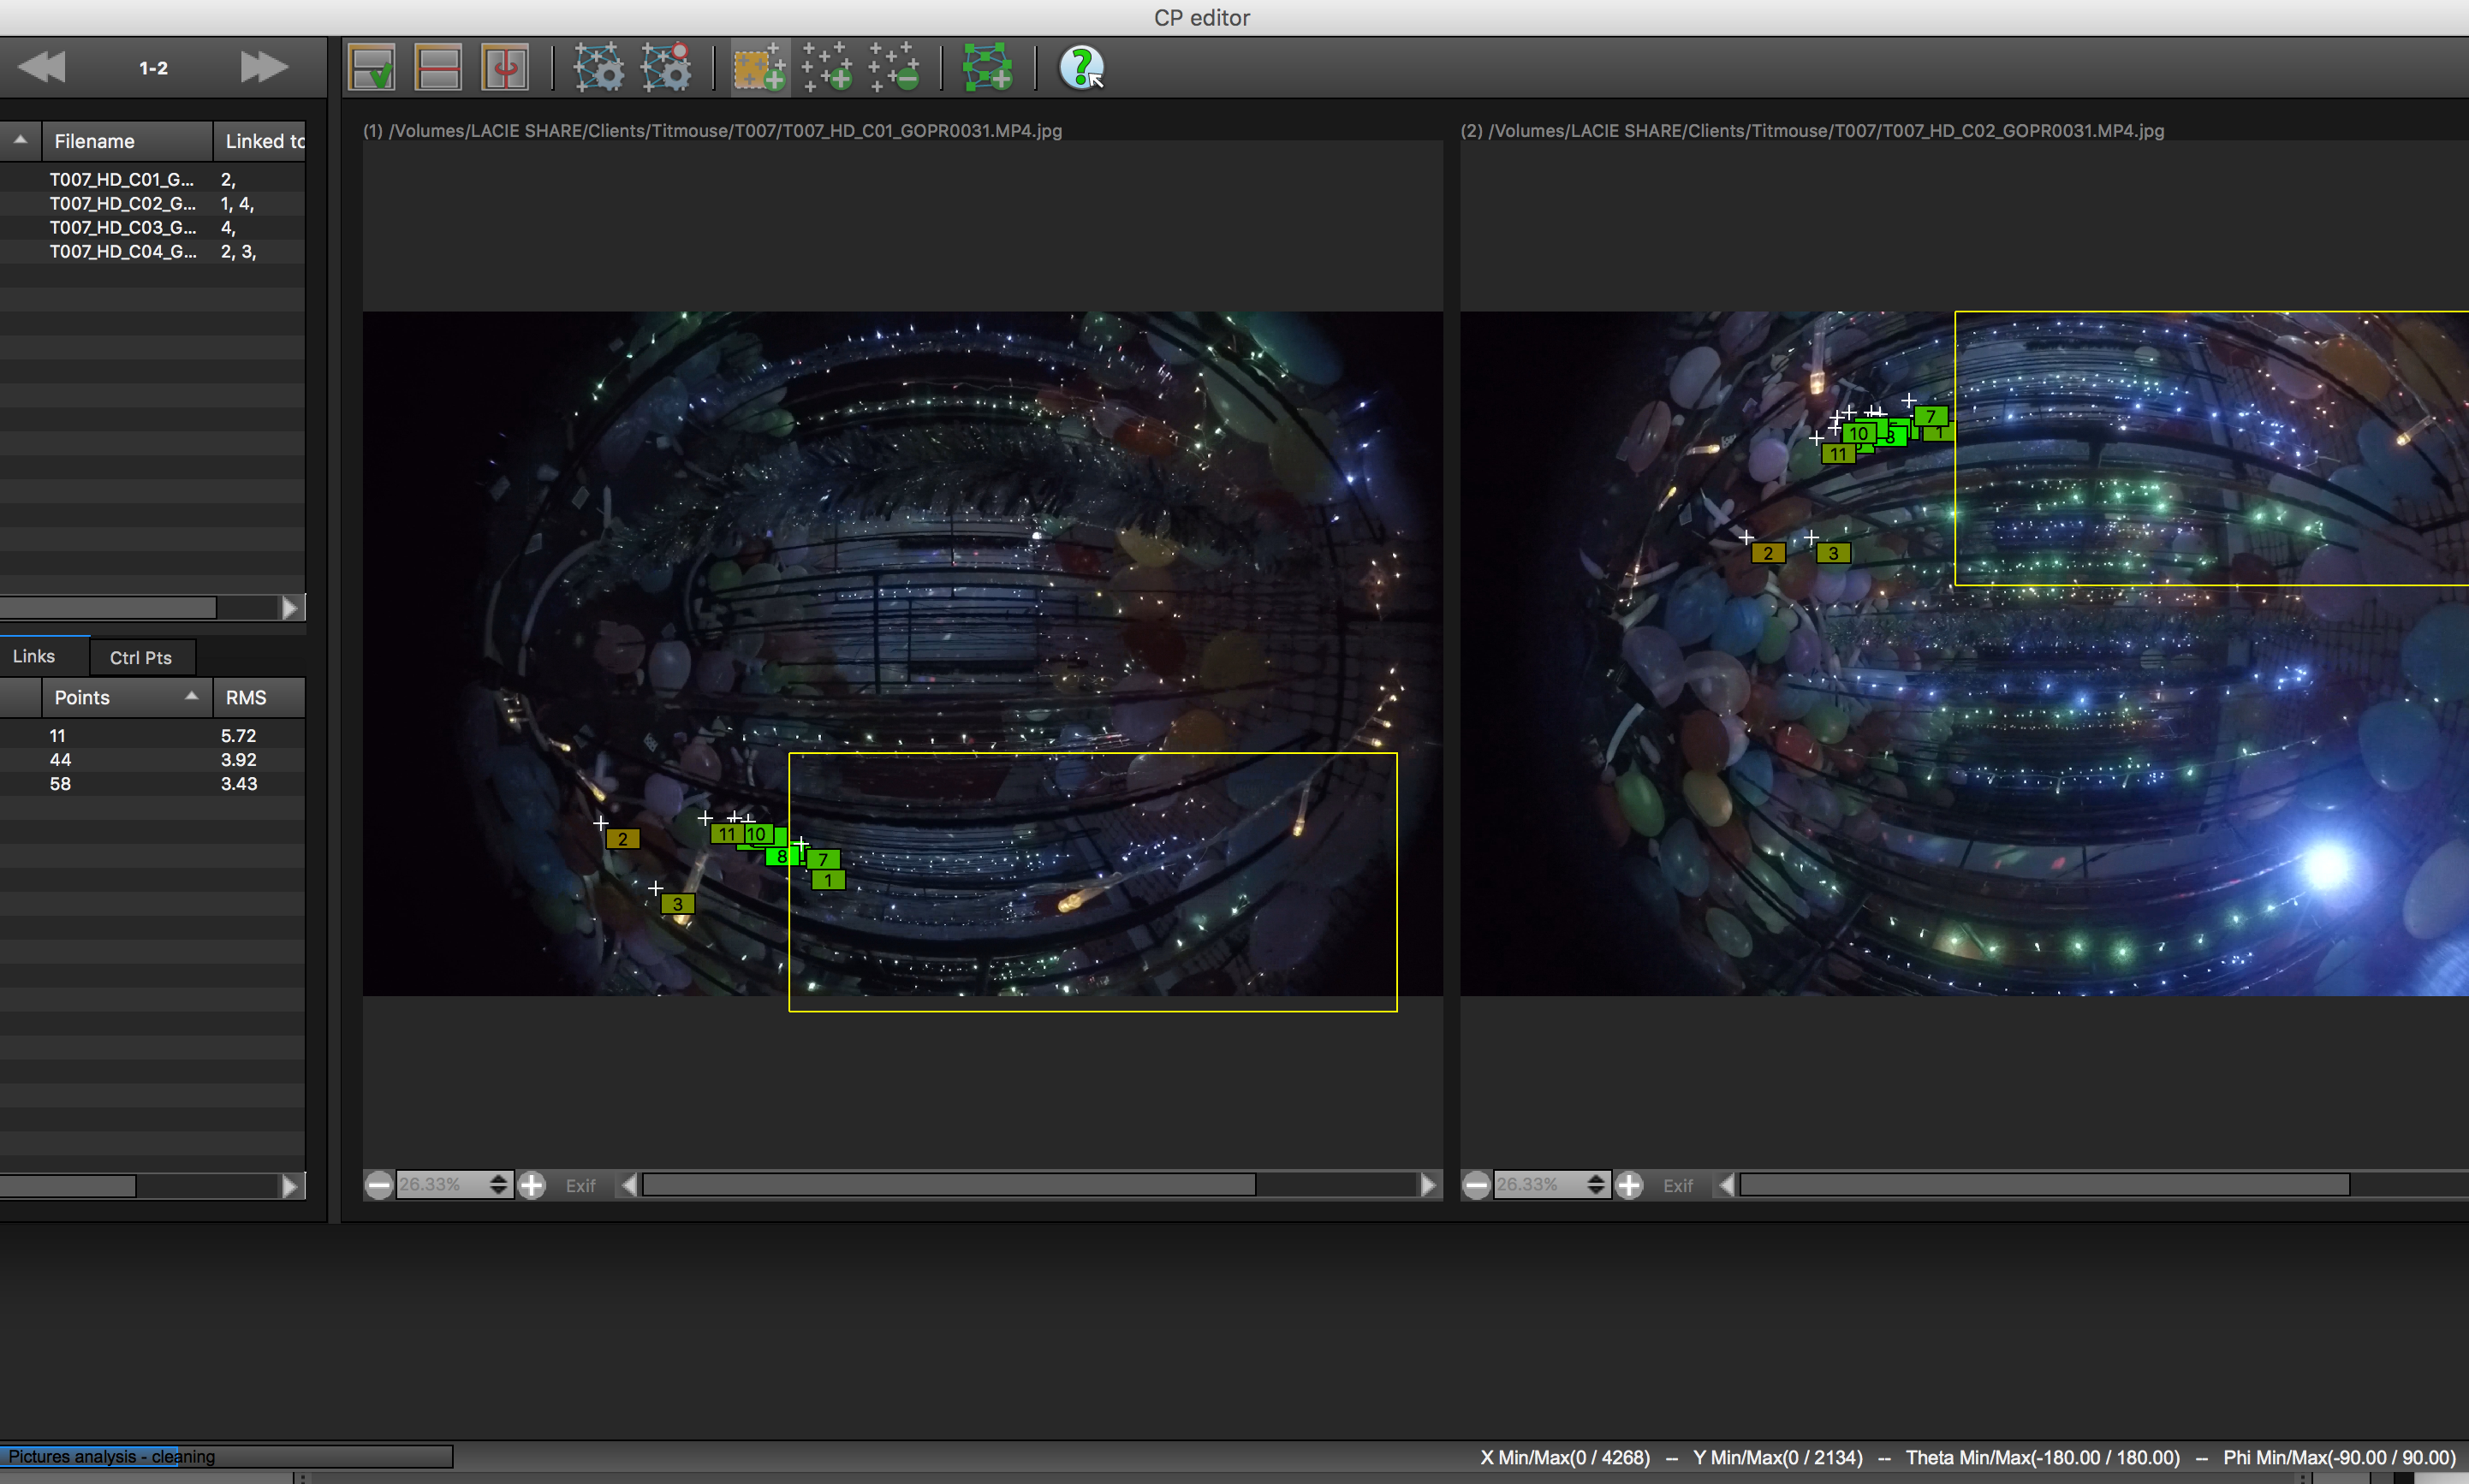 CP editor
1-2
Filename Linked to
T007_HD_C01_G... 2,
T007_HD_C02_G... 1, 4,
T007_HD_C03_G... 4,
T007_HD_C04_G... 2, 3,
Links Ctrl Pts
Points RMS
11 5.72
44 3.92
58 3.43
(1) /Volumes/LACIE SHARE/Clients/Titmouse/T007/T007_HD_C01_GOPR0031.MP4.jpg
2
11
10
8
7
1
3
26.33% Exif
(2) /Volumes/LACIE SHARE/Clients/Titmouse/T007/T007_HD_C02_GOPR0031.MP4.jpg
7
10
1
11
2
3
26.33% Exif
Pictures analysis - cleaning
X Min/Max(0 / 4268) -- Y Min/Max(0 / 2134) -- Theta Min/Max(-180.00 / 180.00) -- Phi Min/Max(-90.00 / 90.00)